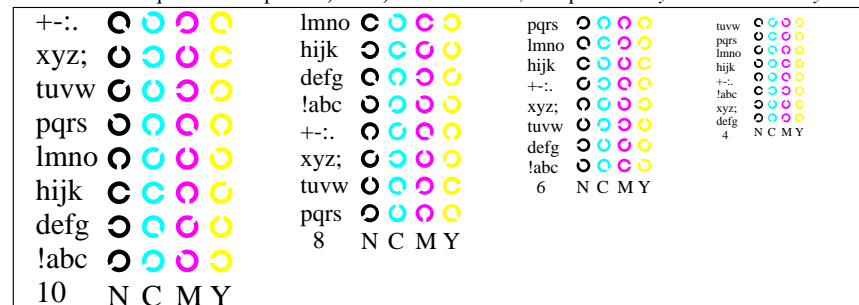 +-:.
xyz;
tuvw
pqrs
lmno
hijk
defg
!abc
10 N C M Y
lmno
hijk
defg
!abc
+-:.
xyz;
tuvw
pqrs
8 N C M Y
pqrs
lmno
hijk
+-:.
xyz;
tuvw
defg
!abc
6 N C M Y
tuvw
pqrs
lmno
hijk
+-:.
!abc
xyz;
defg
4 N C M Y